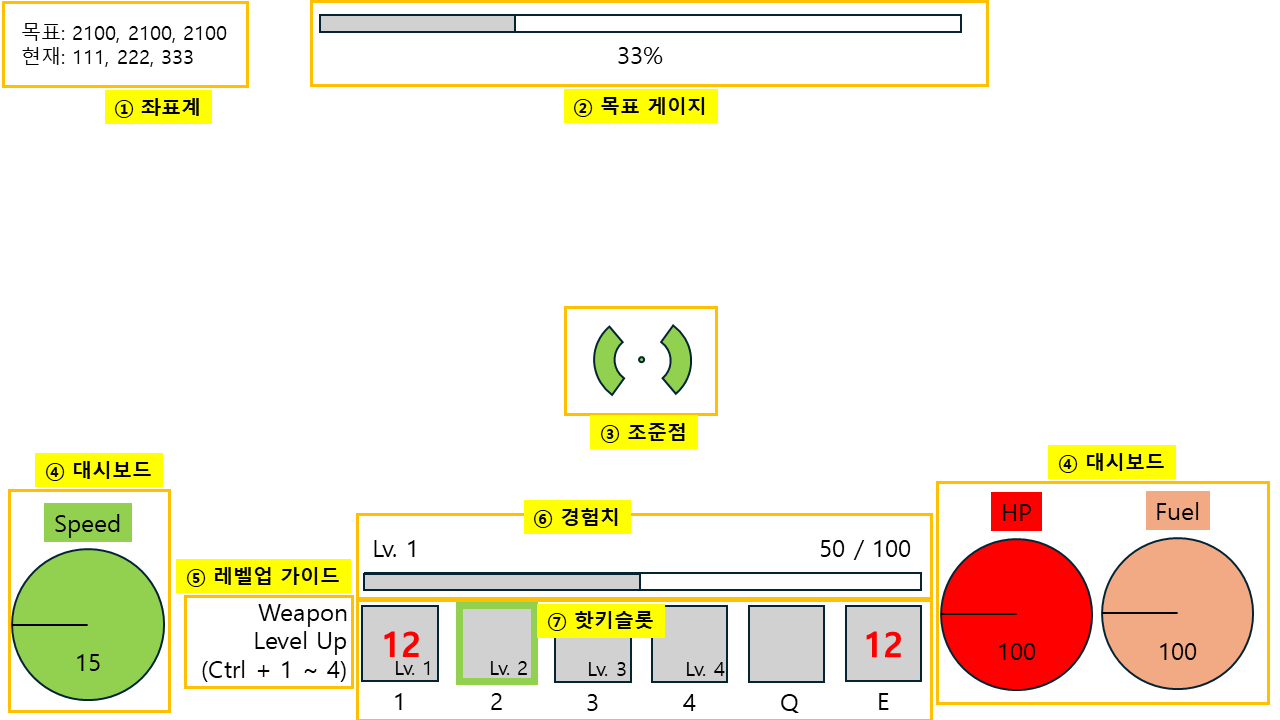 목표: 2100, 2100, 2100
현재: 111, 222, 333
① 좌표계
33%
② 목표 게이지
③ 조준점
④ 대시보드
Speed
15
⑤ 레벨업 가이드
Weapon
Level Up
(Ctrl + 1 ~ 4)
⑥ 경험치
Lv. 1
50 / 100
⑦ 핫키슬롯
12
Lv. 1
Lv. 2
Lv. 3
Lv. 4
12
1
2
3
4
Q
E
④ 대시보드
HP
100
Fuel
100